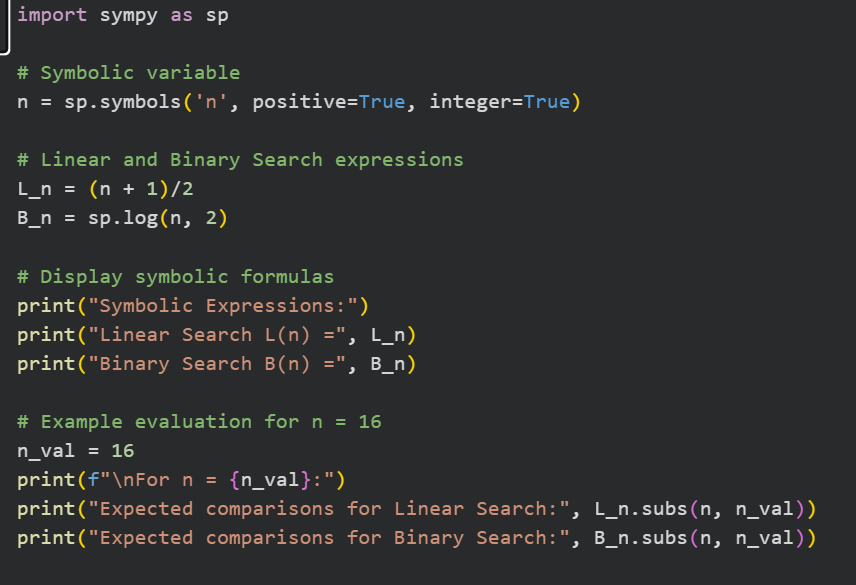 import sympy as sp
# Symbolic variable
n = sp.symbols('n', positive=True, integer=True)
# Linear and Binary Search expressions
L_n = (n + 1)/2
B_n = sp.log(n, 2)
# Display symbolic formulas
print("Symbolic Expressions:")
print("Linear Search L(n) =", L_n)
print("Binary Search B(n) =", B_n)
# Example evaluation for n = 16
n_val = 16
print(f"\nFor n = {n_val}:")
print("Expected comparisons for Linear Search:", L_n.subs(n, n_val))
print("Expected comparisons for Binary Search:", B_n.subs(n, n_val))